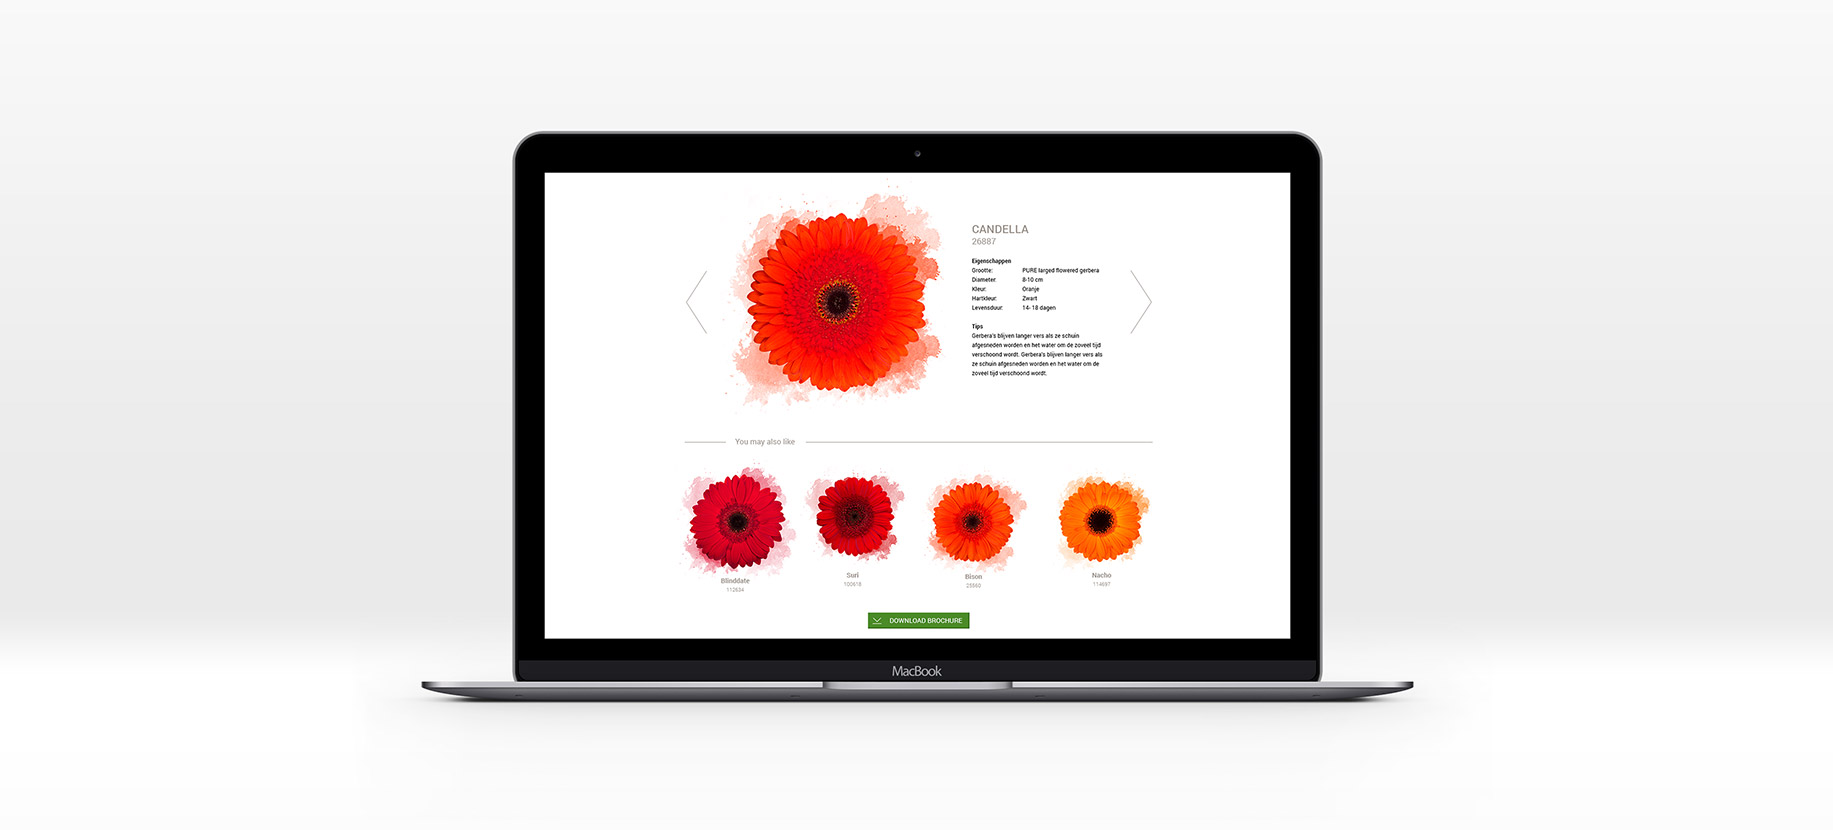 CANDELLA
26887
Eigenschappen
Grootte: PURE larged flowered gerbera
Diameter: 8-10 cm
Kleur: Oranje
Hartkleur: Zwart
Levensduur: 14- 18 dagen
Tips
Gerbera's blijven langer vers als ze schuin
afgesneden worden en het water om de zoveel tijd
verschoond wordt. Gerbera's blijven langer vers als
ze schuin afgesneden worden en het water om de
zoveel tijd verschoond wordt.
You may also like
Blinddate
112634
Suri
100618
Bison
25560
Nacho
114697
DOWNLOAD BROCHURE
MacBook